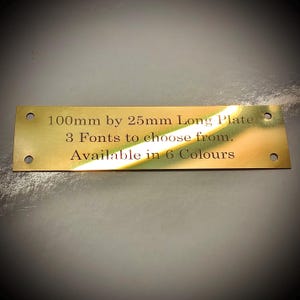 100mm by 25mm Long Plate
3 Fonts to choose from.
Available in 6 Colours